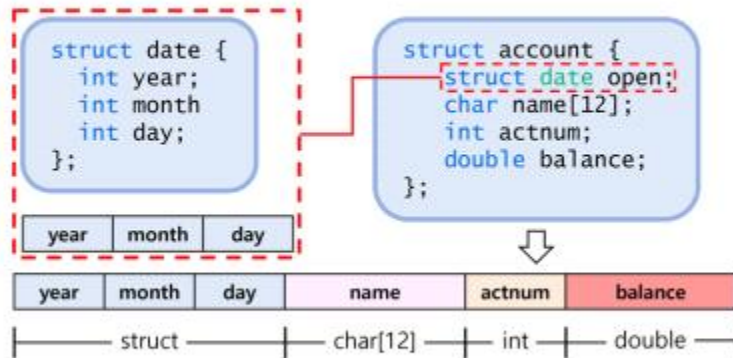 struct date {
int year;
int month
int day;
};
year month day
struct account {
struct date open;
char name[12];
int actnum;
double balance;
};
year month day name actnum balance
struct char[12] int double